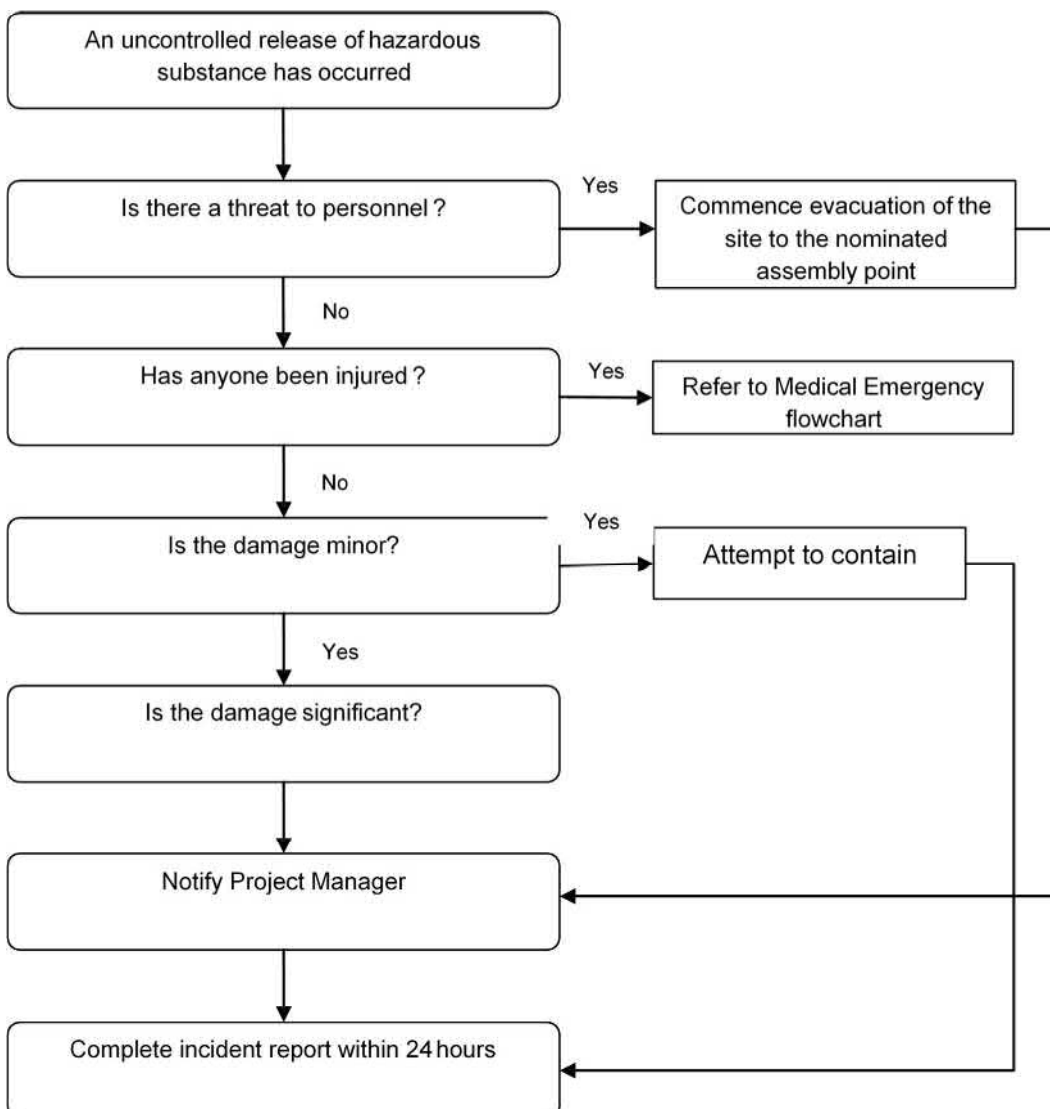 An uncontrolled release of hazardous
substance has occurred
Is there a threat to personnel ?
Yes
Commence evacuation of the
site to the nominated
assembly point
No
Has anyone been injured ?
Yes
Refer to Medical Emergency
flowchart
No
Is the damage minor?
Yes
Attempt to contain
Yes
Is the damage significant?
Notify Project Manager
Complete incident report within 24 hours